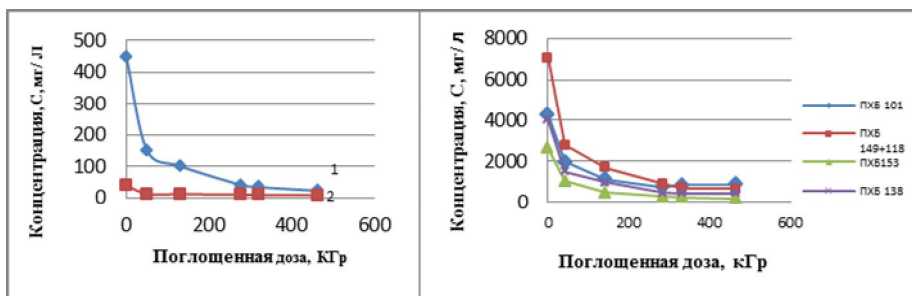 Концентрация,С,мг/ Л
500
400
300
200
100
0
1
2
0
200
400
600
Поглощенная доза, КГр
Концентрация, С, мг/ л
8000
6000
4000
2000
0
0
200
400
600
Поглощенная доза, кГр
ПХБ 101
ПХБ
149+118
ПХБ153
ПХБ 138